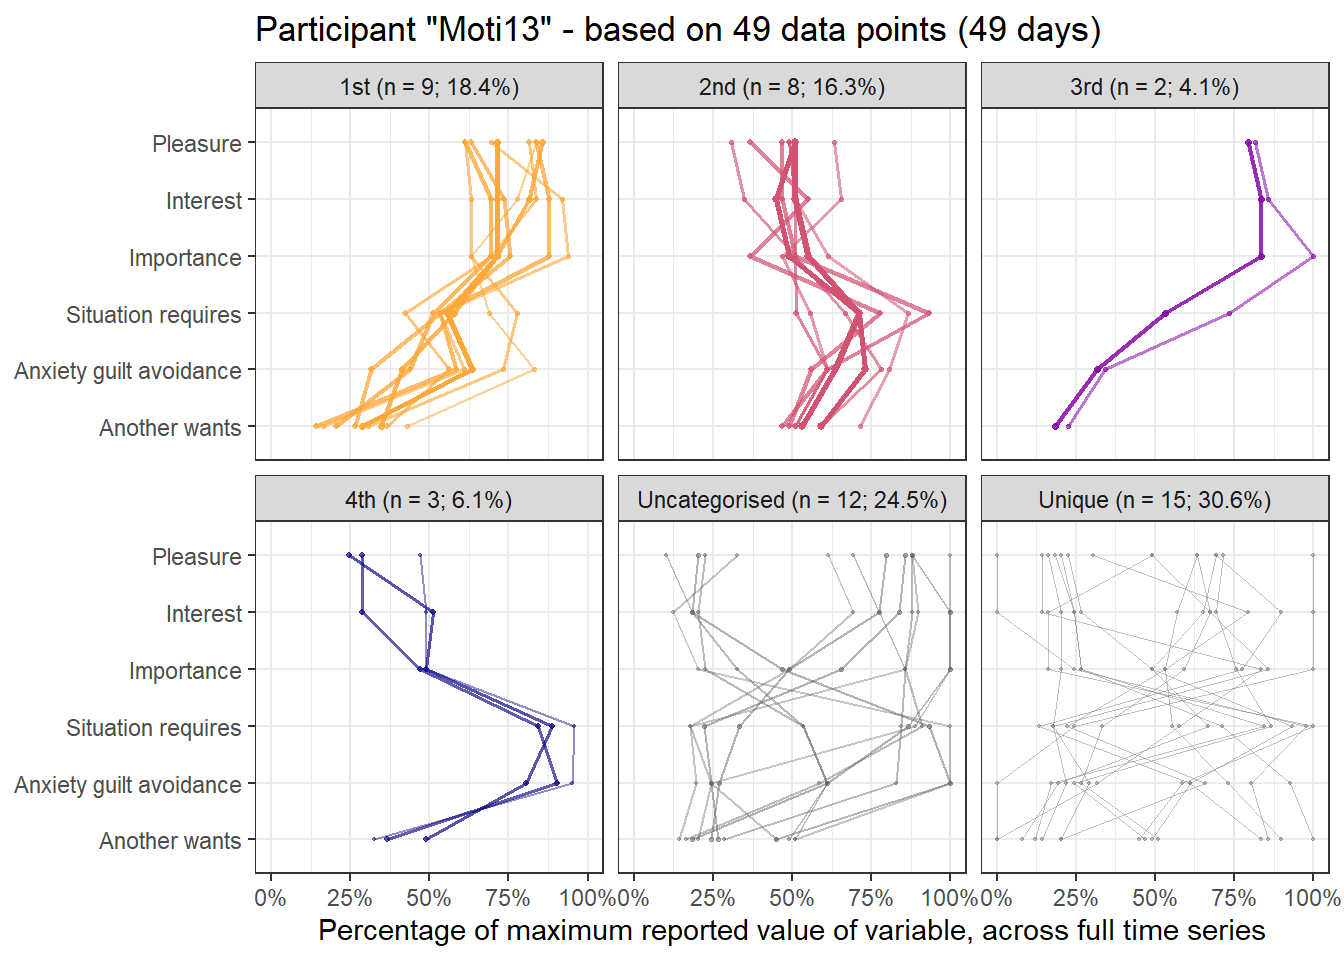 Participant "Moti13" - based on 49 data points (49 days)
1st (n = 9; 18.4%)
2nd (n = 8; 16.3%)
3rd (n = 2; 4.1%)
Pleasure
Interest
Importance
Situation requires
Anxiety guilt avoidance
Another wants
4th (n = 3; 6.1%)
Uncategorised (n = 12; 24.5%)
Unique (n = 15; 30.6%)
Pleasure
Interest
Importance
Situation requires
Anxiety guilt avoidance
Another wants
0% 25% 50% 75% 100%
0% 25% 50% 75% 100%
0% 25% 50% 75% 100%
Percentage of maximum reported value of variable, across full time series